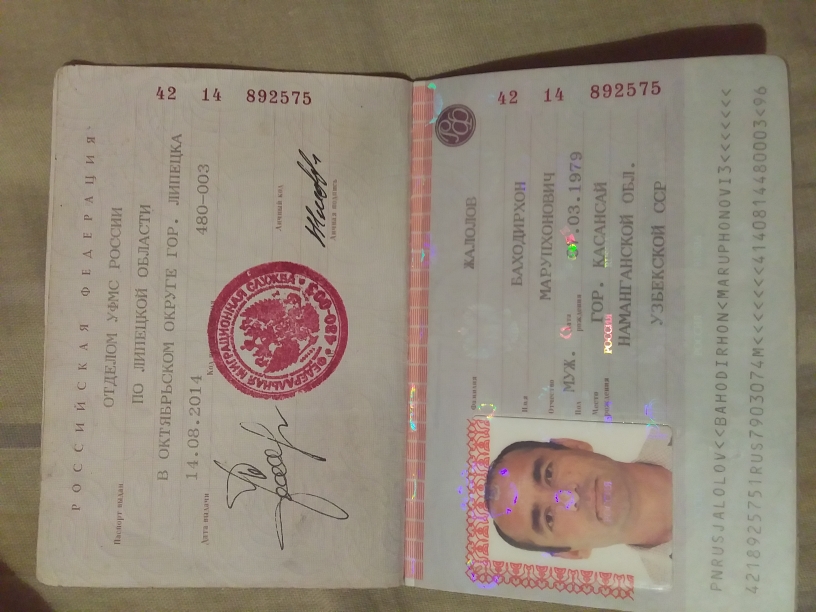 РОССИЙСКАЯ ФЕДЕРАЦИЯ
Паспорт выдан
ОТДЕЛОМ УФМС РОССИИ
ПО ЛИПЕЦКОЙ ОБЛАСТИ
В ОКТЯБРЬСКОМ ОКРУГЕ ГОР. ЛИПЕЦКА
Дата выдачи 14.08.2014 Код 480-003
42 14 892575
ФЕДЕРАЛЬНАЯ МИГРАЦИОННАЯ СЛУЖБА
480-003
Личный код
Личная подпись
РФ
Фамилия ЖАЛОЛОВ
Имя БАХОДИРХОН
Отчество МАРУПХОНОВИЧ
Пол МУЖ. Дата рождения 07.03.1979
Место рождения ГОР. КАСАНСАЙ
РОССИЯ
НАМАНГАНСКОЙ ОБЛ.
УЗБЕКСКОЙ ССР
42 14 892575
PNRUSJALOLOV<<BAHODIRHON<MARUPHONOVI3<<<<<<<
4218925751RUS7903074M<<<<<<<4140814480003<96